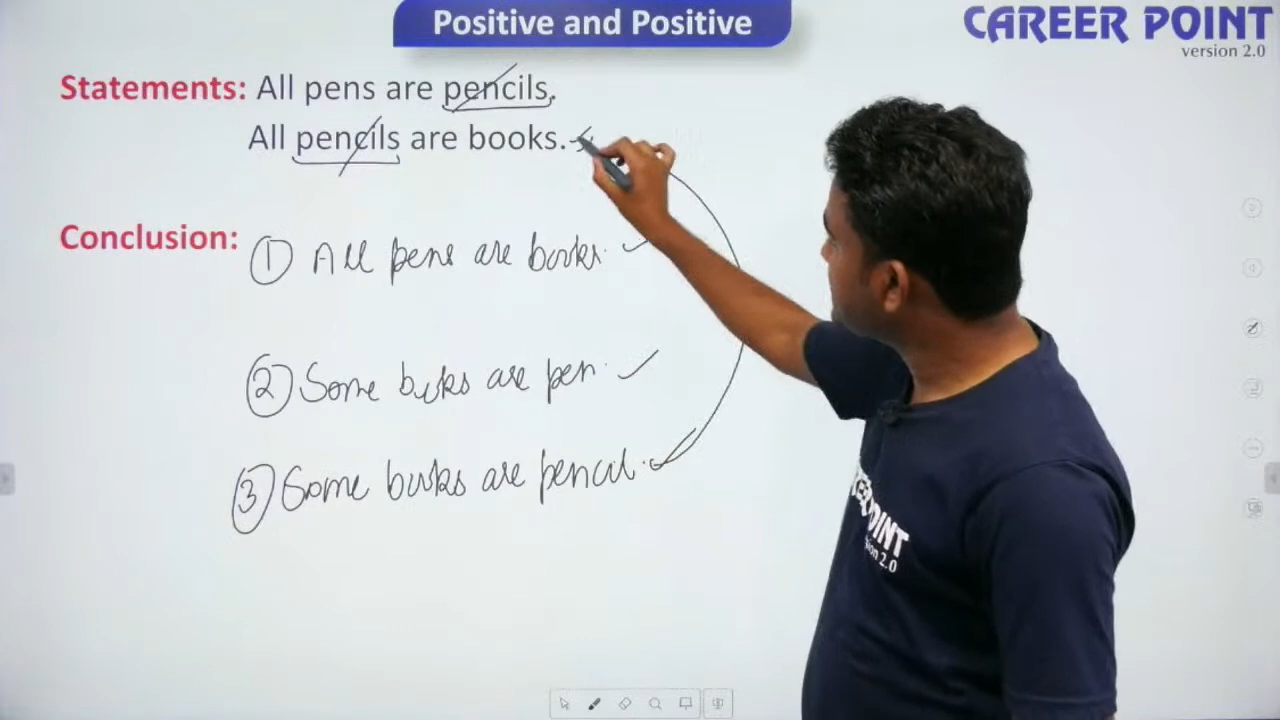 Positive and Positive
CAREER POINT
version 2.0
Statements: All pens are pencils.
All pencils are books.
Conclusion:
① All pens are books.
② Some books are pen.
③ Some books are pencil.
CAREER POINT
version 2.0